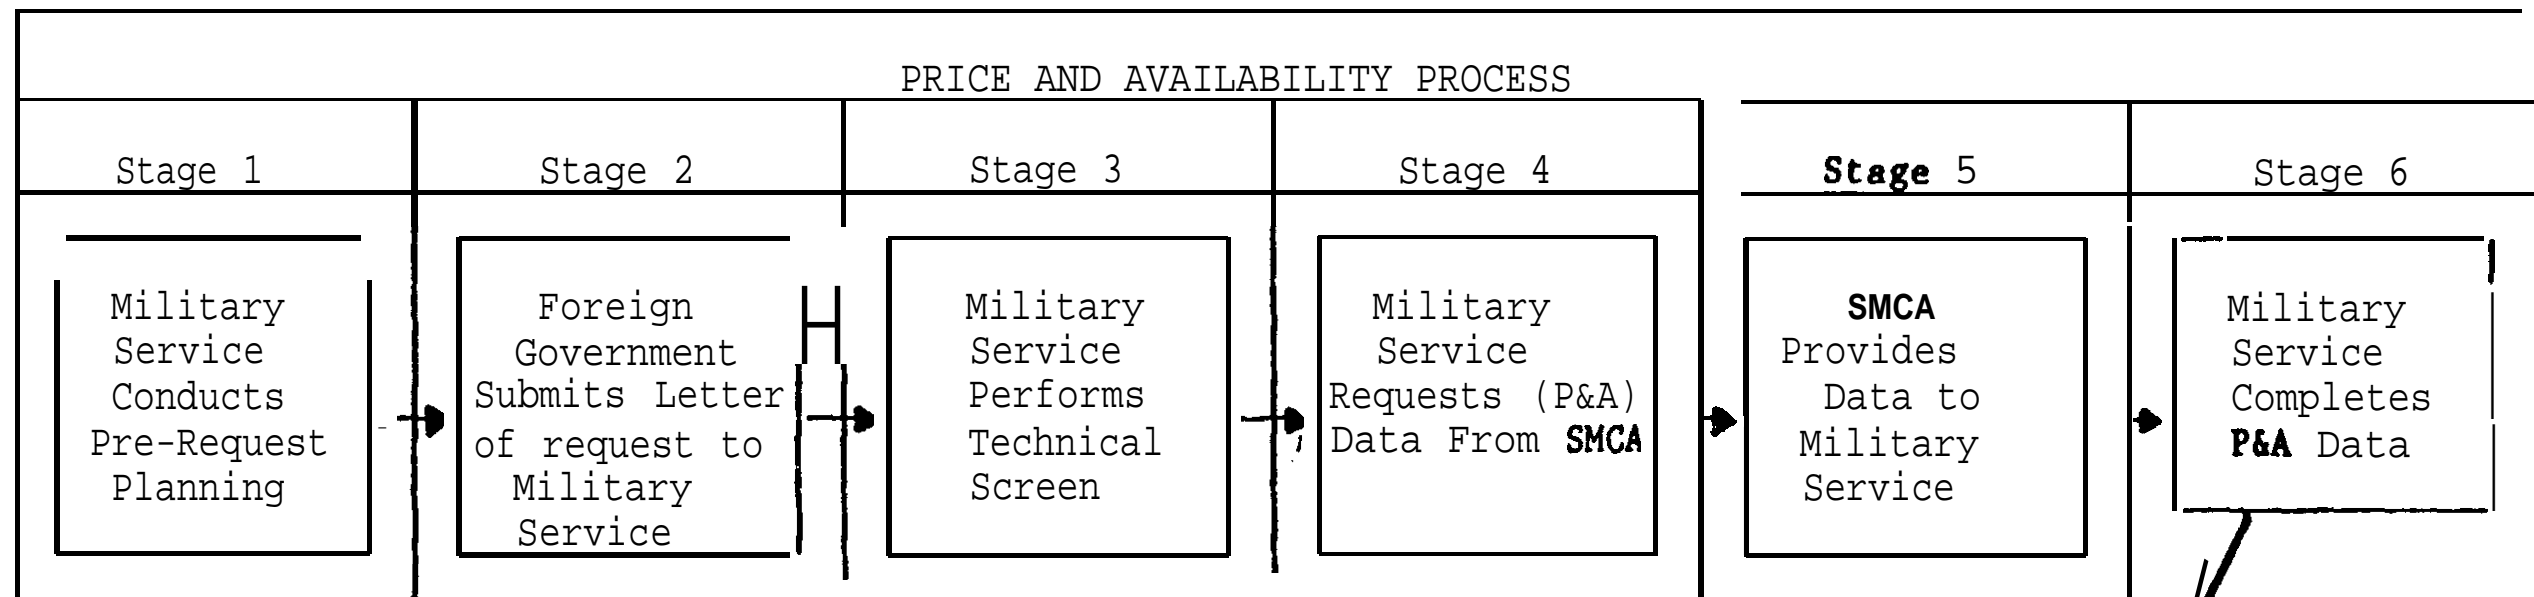 PRICE AND AVAILABILITY PROCESS
Stage 1
Stage 2
Stage 3
Stage 4
Stage 5
Stage 6
Military
Service
Conducts
Pre-Request
Planning
Foreign
Government
Submits Letter
of request to
Military
Service
Military
Service
Performs
Technical
Screen
Military
Service
Requests (P&A)
Data From SMCA
SMCA
Provides
Data to
Military
Service
Military
Service
Completes
P&A Data